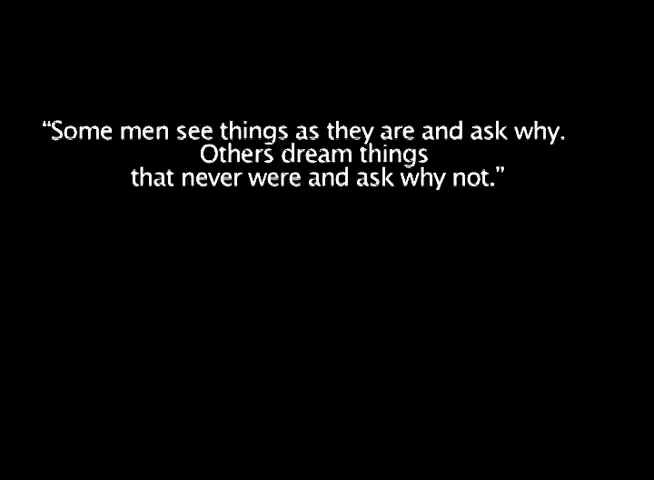 “Some men see things as they are and ask why.
Others dream things
that never were and ask why not.”